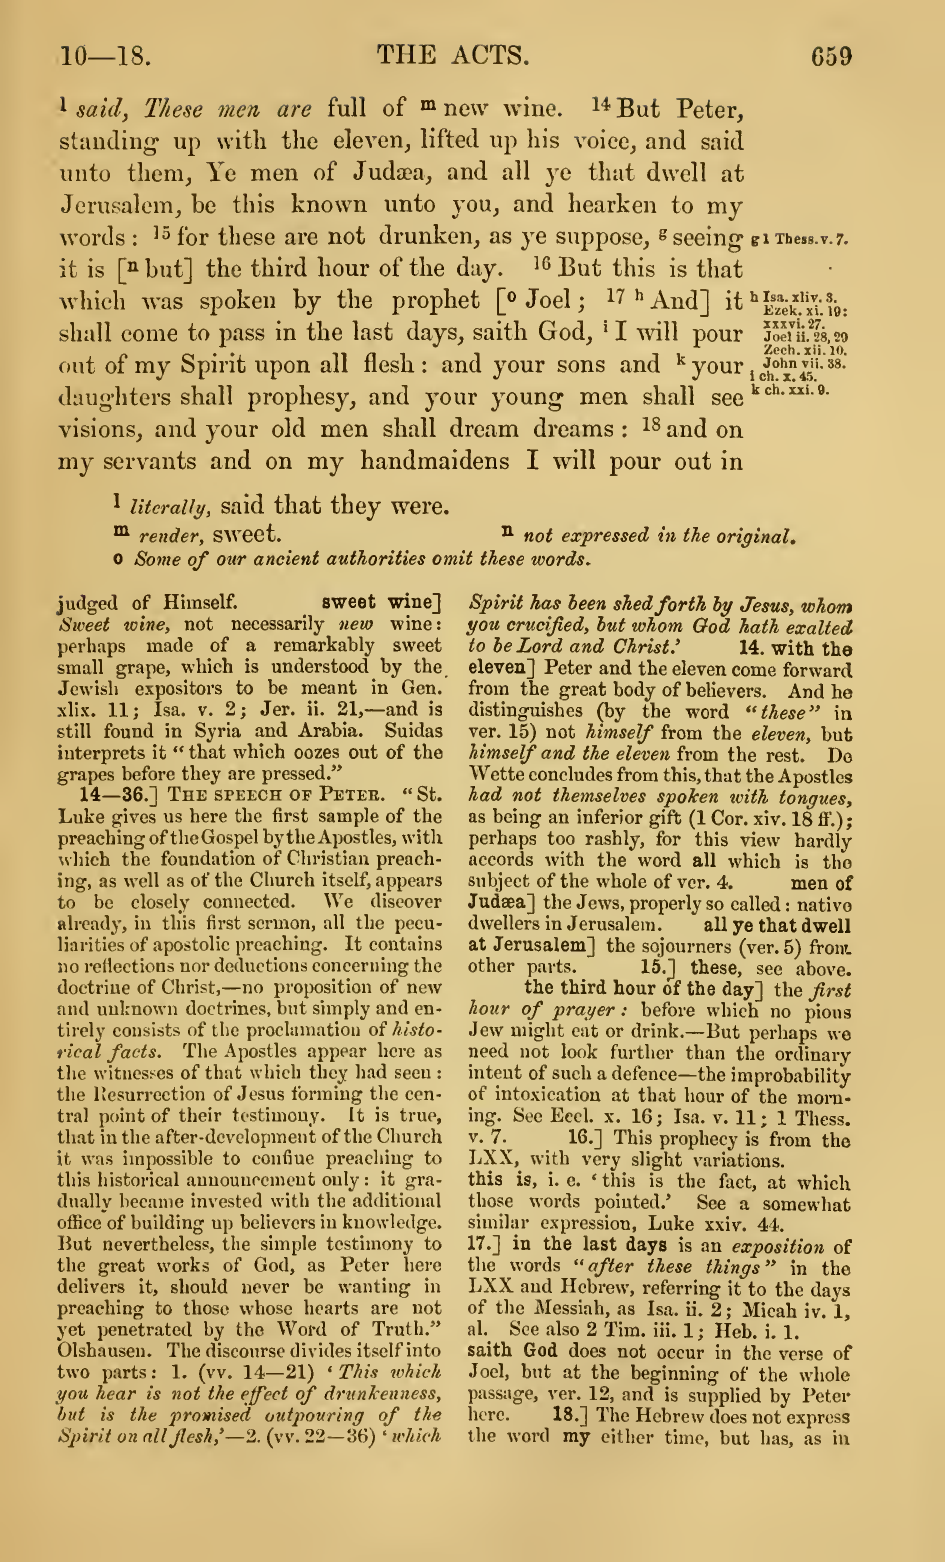 10—18. THE ACTS. 659
l said, These men are full of m new wine. 14 But Peter,
standing up with the eleven, lifted up his voice, and said
unto them, Ye men of Judæa, and all ye that dwell at
Jerusalem, be this known unto you, and hearken to my
words : 15 for these are not drunken, as ye suppose, g seeing
it is [n but] the third hour of the day. 16 But this is that
which was spoken by the prophet [o Joel ; 17 h And] it
shall come to pass in the last days, saith God, i I will pour
out of my Spirit upon all flesh : and your sons and k your
daughters shall prophesy, and your young men shall see
visions, and your old men shall dream dreams : 18 and on
my servants and on my handmaidens I will pour out in
g 1 Thess. v. 7.
h Isa. xliv. 3.
Ezek. xi. 19:
xxxvi. 27.
Joel ii. 28, 29
Zech. xii. 10.
John vii. 38.
i ch. x. 45.
k ch. xxi. 9.
l literally, said that they were.
m render, sweet. n not expressed in the original.
o Some of our ancient authorities omit these words.
judged of Himself. sweet wine]
Sweet wine, not necessarily new wine:
perhaps made of a remarkably sweet
small grape, which is understood by the
Jewish expositors to be meant in Gen.
xlix. 11; Isa. v. 2; Jer. ii. 21,—and is
still found in Syria and Arabia. Suidas
interprets it “that which oozes out of the
grapes before they are pressed.”
14—36.] THE SPEECH OF PETER. “St.
Luke gives us here the first sample of the
preaching of the Gospel by the Apostles, with
which the foundation of Christian preach-
ing, as well as of the Church itself, appears
to be closely connected. We discover
already, in this first sermon, all the pecu-
liarities of apostolic preaching. It contains
no reflections nor deductions concerning the
doctrine of Christ,—no proposition of new
and unknown doctrines, but simply and en-
tirely consists of the proclamation of histo-
rical facts. The Apostles appear here as
the witnesses of that which they had seen :
the Resurrection of Jesus forming the cen-
tral point of their testimony. It is true,
that in the after-development of the Church
it was impossible to confine preaching to
this historical announcement only: it gra-
dually became invested with the additional
office of building up believers in knowledge.
But nevertheless, the simple testimony to
the great works of God, as Peter here
delivers it, should never be wanting in
preaching to those whose hearts are not
yet penetrated by the Word of Truth.”
Olshausen. The discourse divides itself into
two parts: 1. (vv. 14—21) ‘This which
you hear is not the effect of drunkenness,
but is the promised outpouring of the
Spirit on all flesh,’—2. (vv. 22—36) ‘which
Spirit has been shed forth by Jesus, whom
you crucified, but whom God hath exalted
to be Lord and Christ.’ 14. with the
eleven] Peter and the eleven come forward
from the great body of believers. And he
distinguishes (by the word “these” in
ver. 15) not himself from the eleven, but
himself and the eleven from the rest. De
Wette concludes from this, that the Apostles
had not themselves spoken with tongues,
as being an inferior gift (1 Cor. xiv. 18 ff.);
perhaps too rashly, for this view hardly
accords with the word all which is the
subject of the whole of ver. 4. men of
Judæa] the Jews, properly so called : native
dwellers in Jerusalem. all ye that dwell
at Jerusalem] the sojourners (ver. 5) from
other parts. 15.] these, see above.
the third hour of the day] the first
hour of prayer : before which no pious
Jew might eat or drink.—But perhaps we
need not look further than the ordinary
intent of such a defence—the improbability
of intoxication at that hour of the morn-
ing. See Eccl. x. 16; Isa. v. 11; 1 Thess.
v. 7. 16.] This prophecy is from the
LXX, with very slight variations.
this is, i. e. ‘this is the fact, at which
those words pointed.’ See a somewhat
similar expression, Luke xxiv. 44.
17.] in the last days is an exposition of
the words “after these things” in the
LXX and Hebrew, referring it to the days
of the Messiah, as Isa. ii. 2; Micah iv. 1,
al. See also 2 Tim. iii. 1; Heb. i. 1.
saith God does not occur in the verse of
Joel, but at the beginning of the whole
passage, ver. 12, and is supplied by Peter
here. 18.] The Hebrew does not express
the word my either time, but has, as in